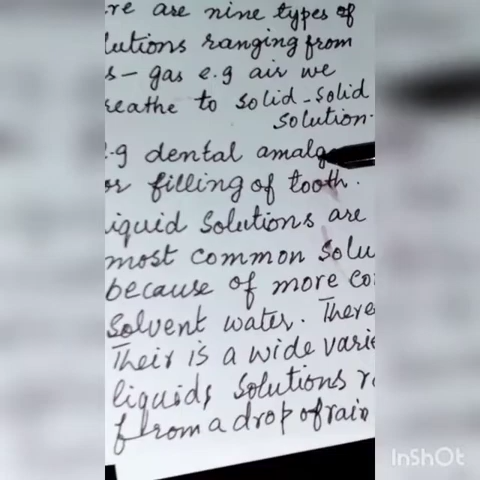 re are nine types of
lutions ranging from
s - gas e.g air we
reathe to solid-solid
solution.
.g dental amalg
or filling of tooth.
iquid solutions are
most common solu
because of more co
Solvent water. There
Their is a wide varie
liquids solutions r
from a drop of rain
InShOt